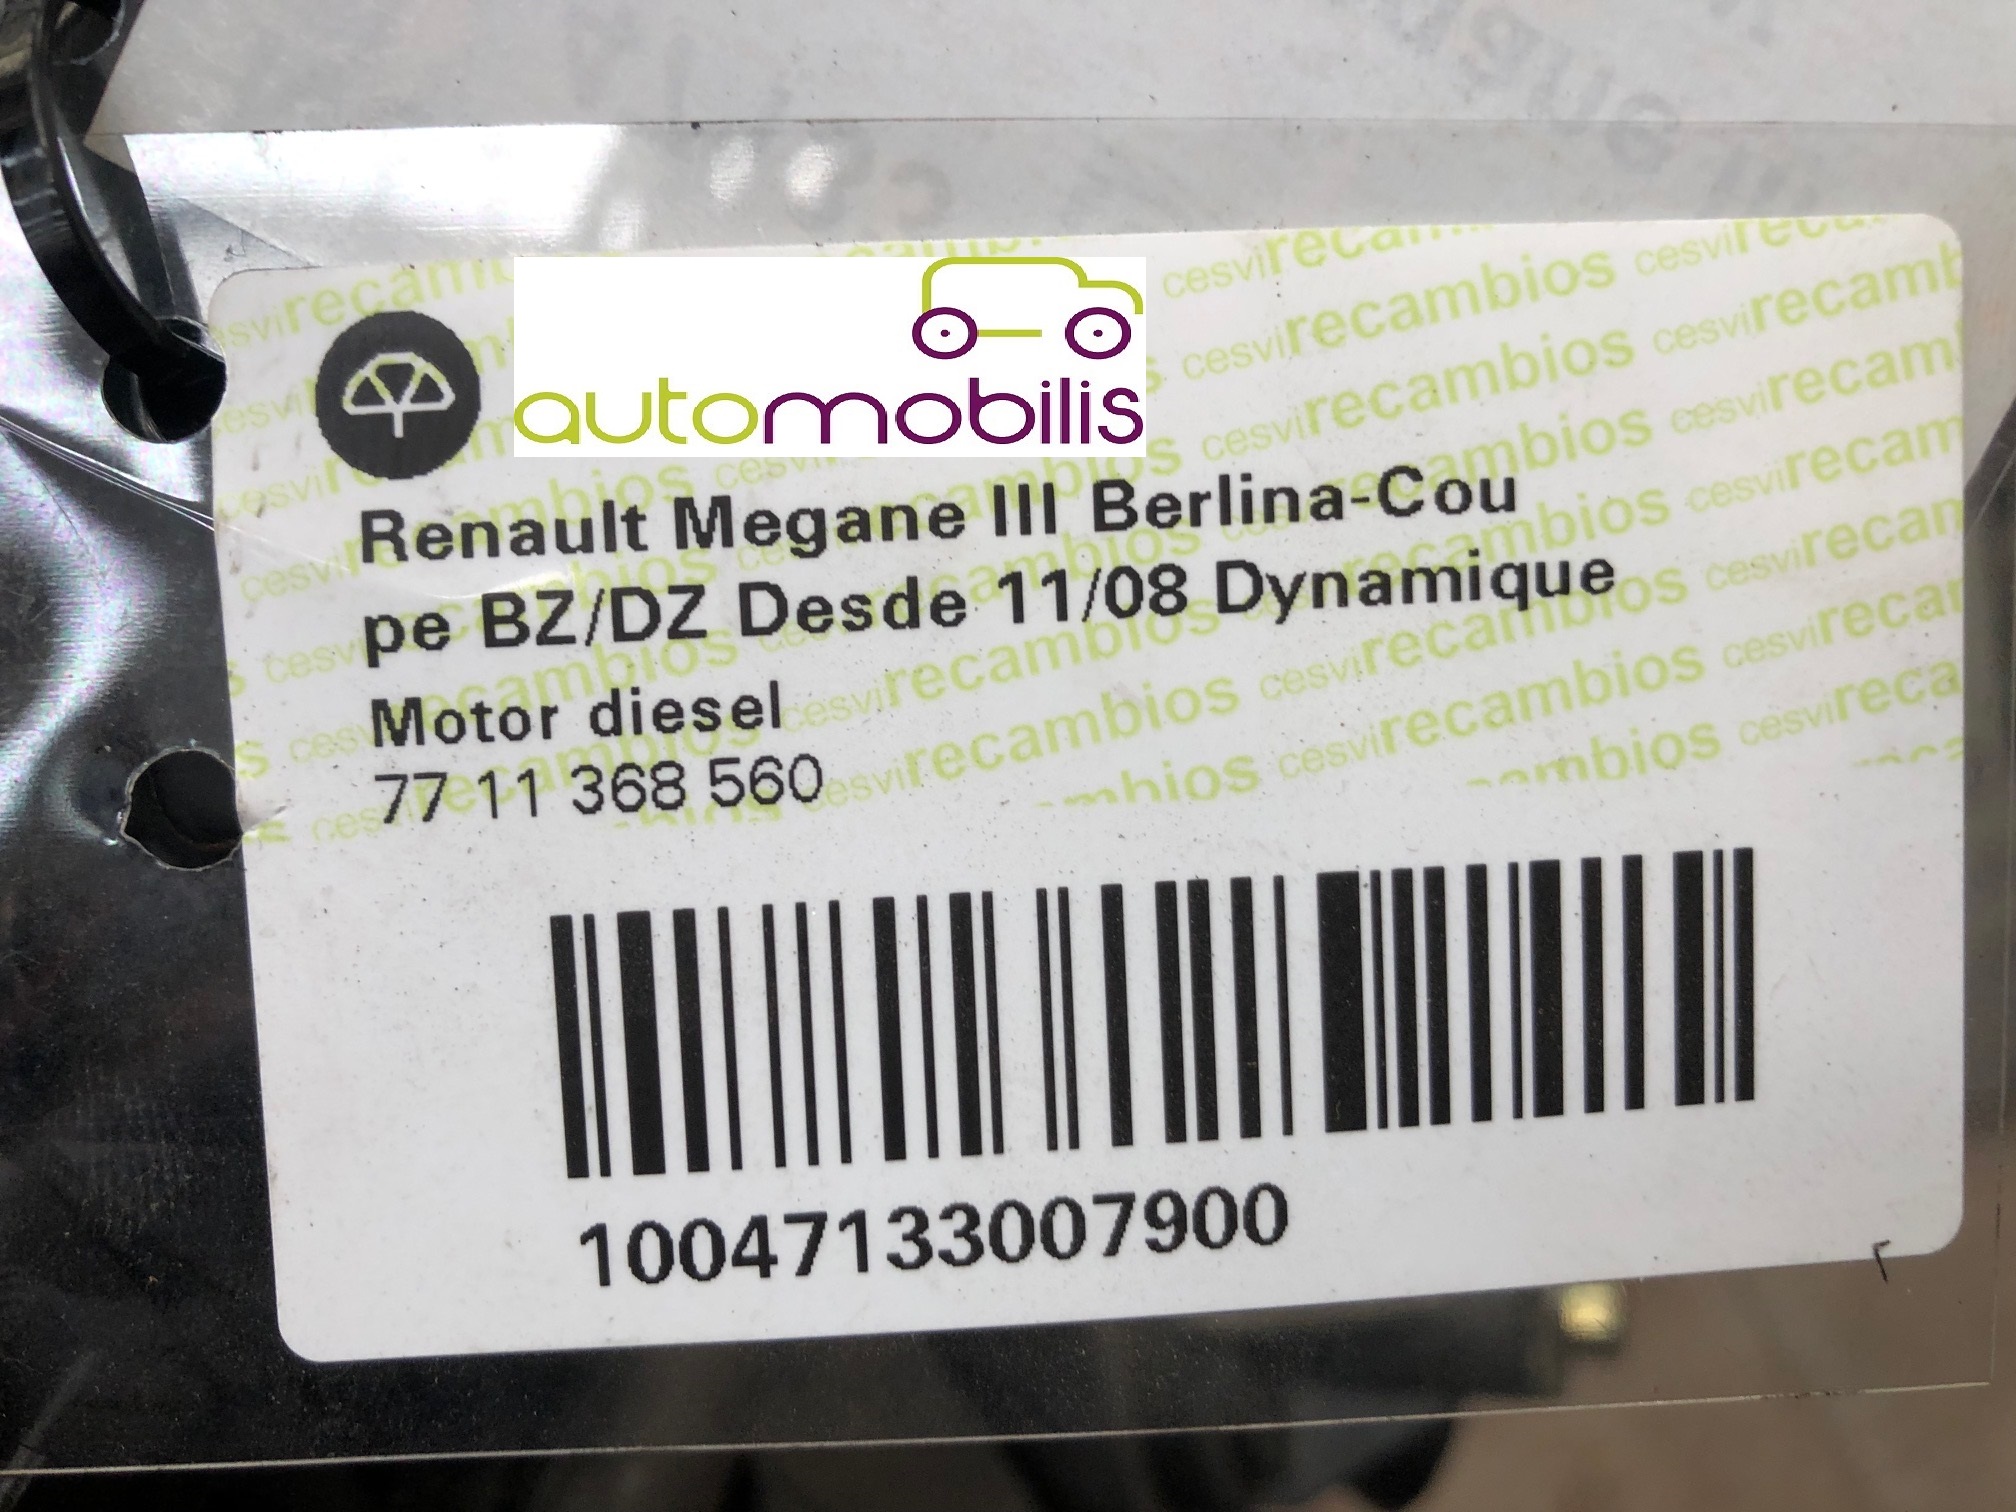 automobilis
Renault Megane III Berlina-Cou
pe BZ/DZ Desde 11/08 Dynamique
Motor diesel
77 11 368 560
10047133007900
cesvirecambios